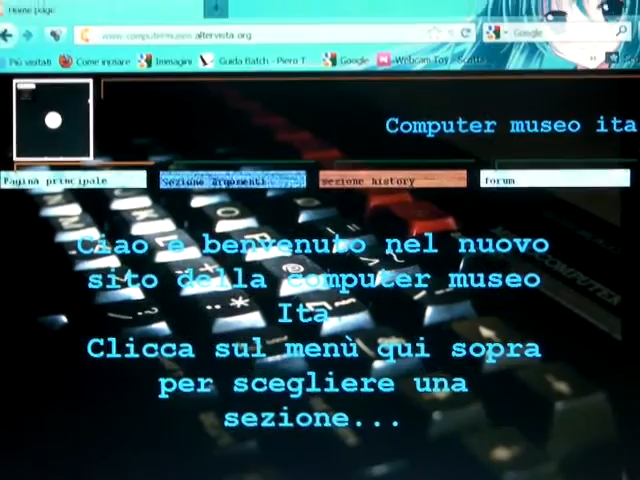 Home page
www.computermuseo.altervista.org
Google
Più visitati
Come iniziare
Immagini
Guida Batch - Piero T
Google
Webcam Toy - Scatta
Computer museo ita
Pagina principale
Sezione argomenti
sezione history
forum
Ciao e benvenuto nel nuovo
sito della computer museo
Ita
Clicca sul menù qui sopra
per scegliere una
sezione...